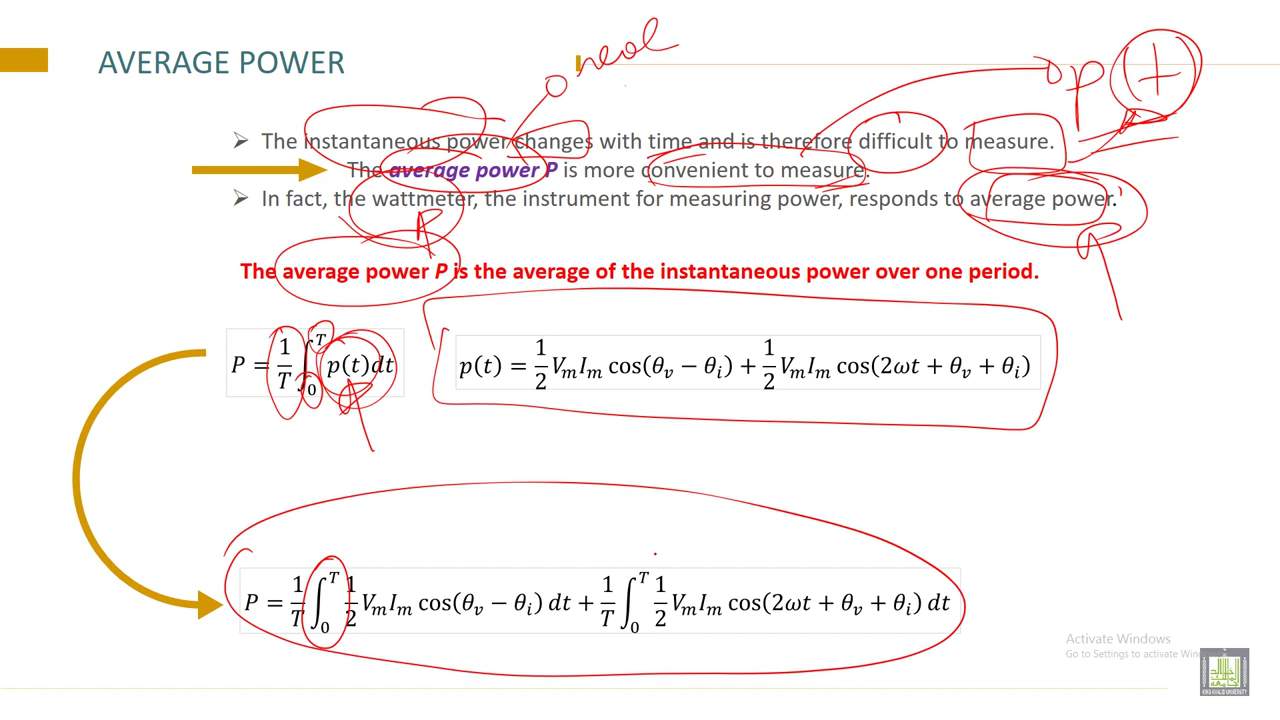 AVERAGE POWER
➢ The instantaneous power changes with time and is therefore difficult to measure.
The average power P is more convenient to measure.
➢ In fact, the wattmeter, the instrument for measuring power, responds to average power.
The average power P is the average of the instantaneous power over one period.
P = 1/T ∫₀ᵀ p(t)dt
p(t) = 1/2 VₘIₘ cos(θᵥ − θᵢ) + 1/2 VₘIₘ cos(2ωt + θᵥ + θᵢ)
P = 1/T ∫₀ᵀ 1/2 VₘIₘ cos(θᵥ − θᵢ) dt + 1/T ∫₀ᵀ 1/2 VₘIₘ cos(2ωt + θᵥ + θᵢ) dt
Activate Windows
Go to Settings to activate Win
KING KHALID UNIVERSITY